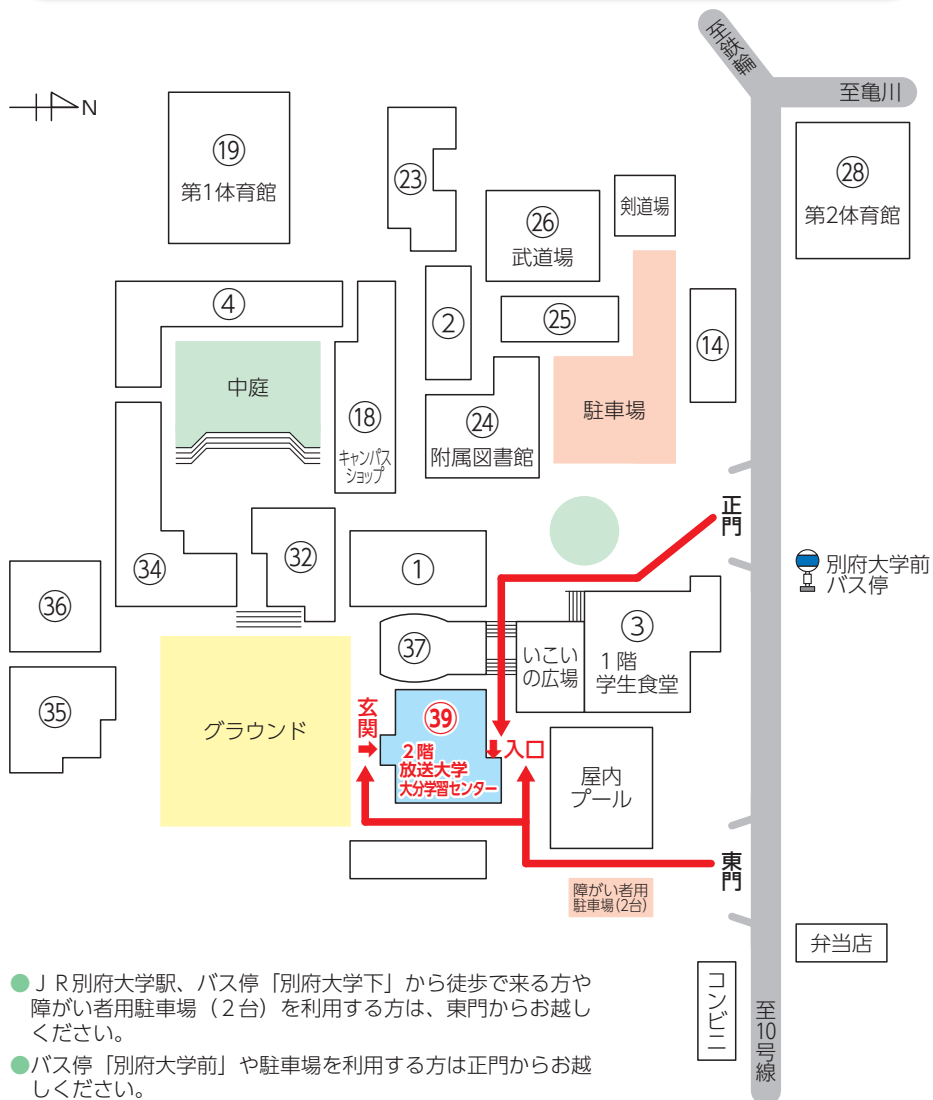 至鉄輪
至亀川
N
⑲
第1体育館
㉓
㉖
武道場
剣道場
㉘
第2体育館
④
②
㉕
⑭
中庭
⑱
キャンパス
ショップ
㉔
附属図書館
駐車場
正門
別府大学前
バス停
㉞
㉜
①
㊱
㊲
いこい
の広場
③
1階
学生食堂
㉟
グラウンド
玄関
㊴
2階
放送大学
大分学習センター
入口
屋内
プール
東門
障がい者用
駐車場(2台)
弁当店
コンビニ
至10号線
●ＪＲ別府大学駅、バス停「別府大学下」から徒歩で来る方や
障がい者用駐車場（２台）を利用する方は、東門からお越し
ください。
●バス停「別府大学前」や駐車場を利用する方は正門からお越
しください。